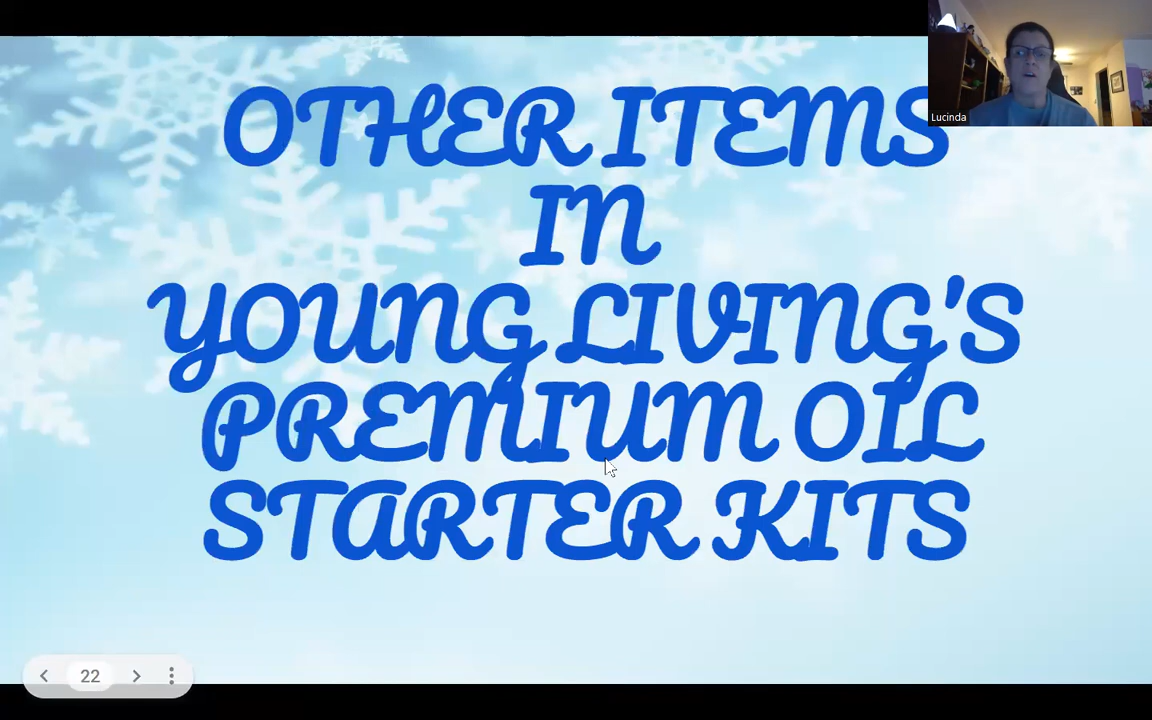 OTHER ITEMS
IN
YOUNG LIVING'S
PREMIUM OIL
STARTER KITS
Lucinda
22